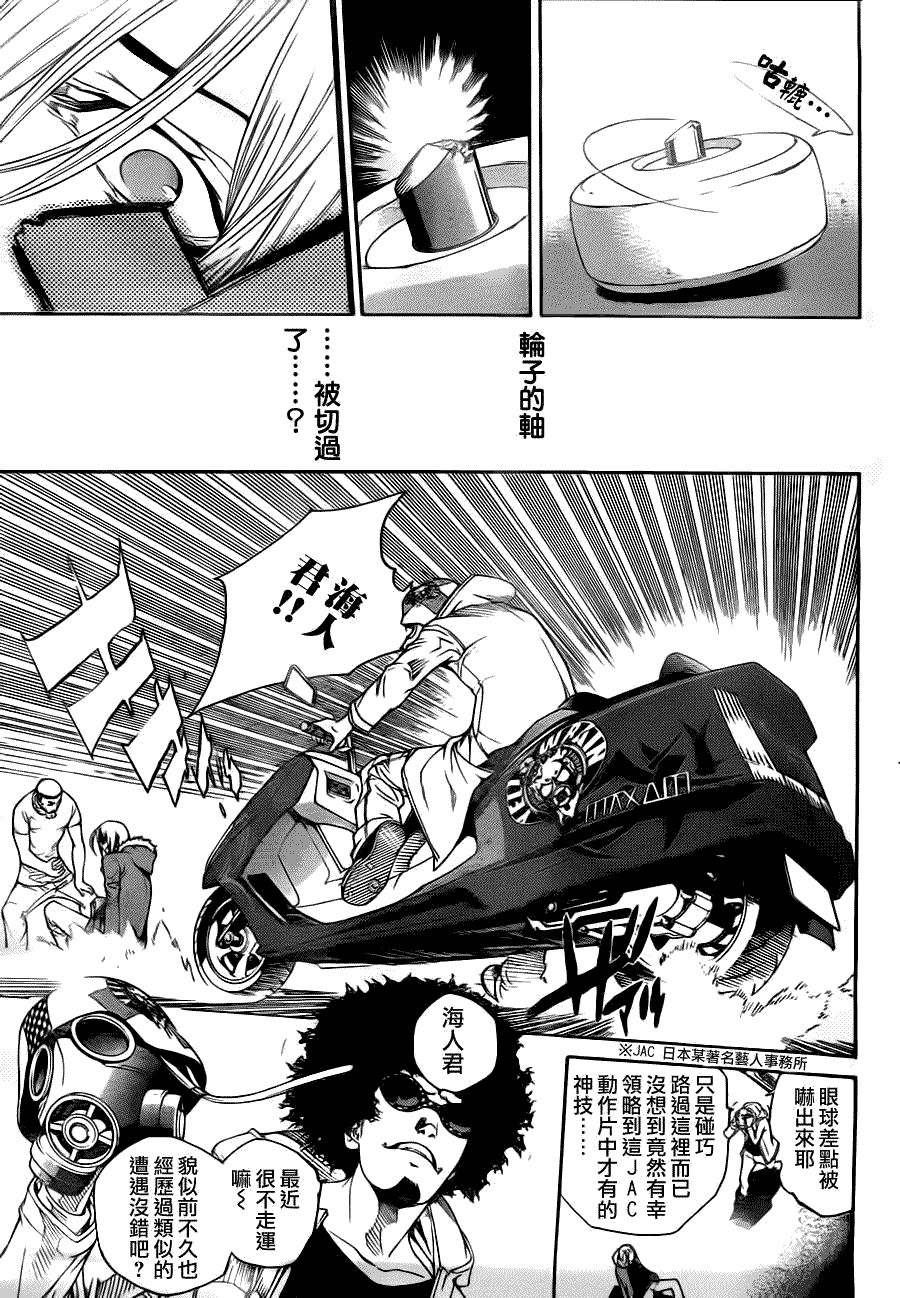 咕轆…
輪子的軸
……被切過
了……？
海人
君!!
MAXAM
※JAC 日本某著名藝人事務所
眼球差點被
嚇出來耶
只是碰巧
路過這裡而已
沒想到竟然有幸
領略到這JAC
動作片中才有的
神技……
海人君
最近
很不走運
嘛～
貌似前不久也
經歷過類似的
遭遇沒錯吧？